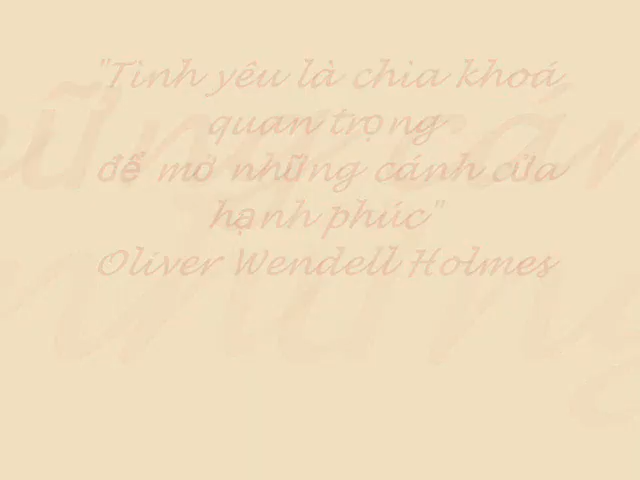 "Tình yêu là chìa khoá
quan trọng
để mở những cánh cửa
hạnh phúc"
Oliver Wendell Holmes